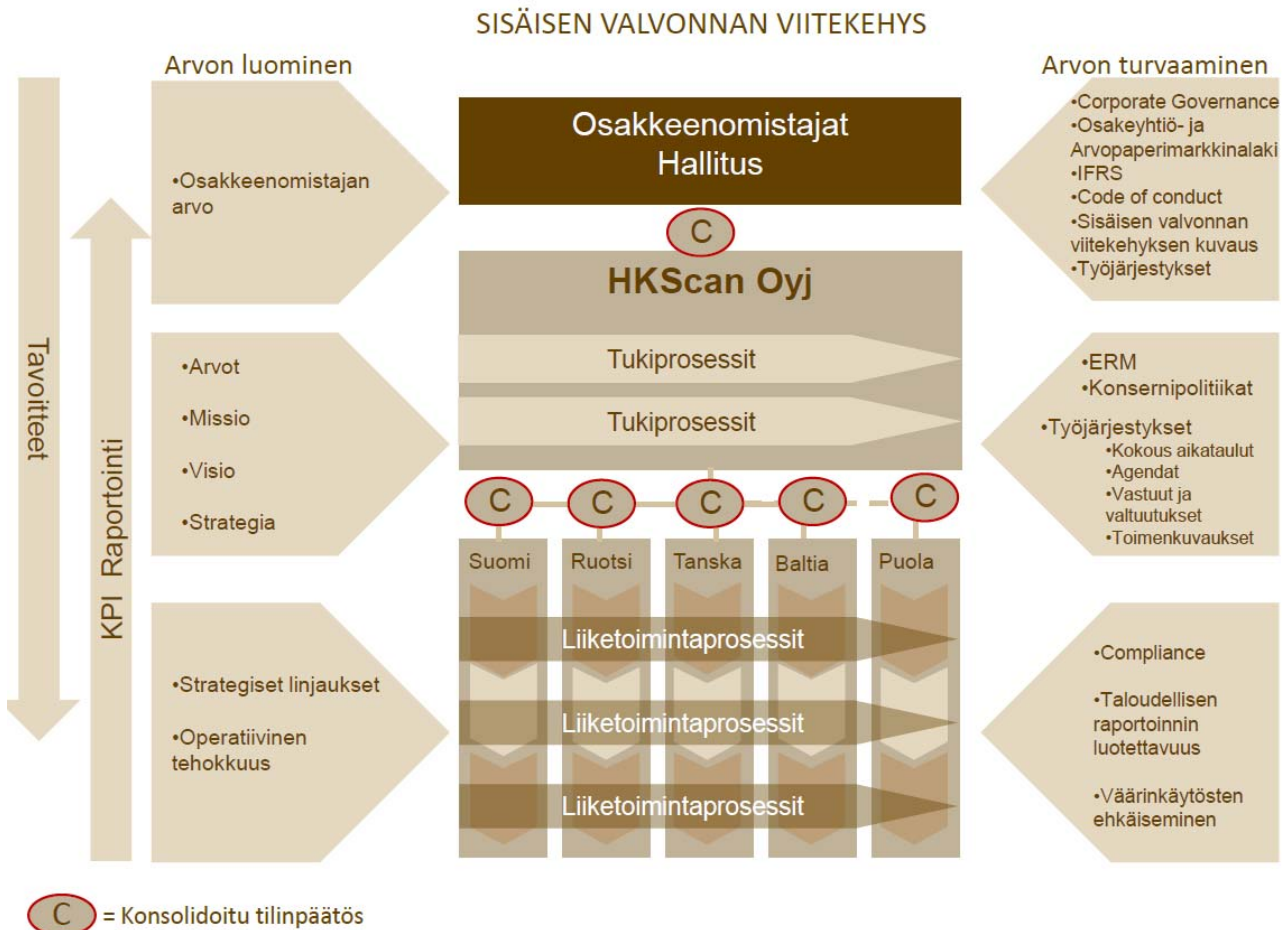 SISÄISEN VALVONNAN VIITEKEHYS
Arvon luominen
Arvon turvaaminen
Tavoitteet
KPI Raportointi
•Osakkeenomistajan
arvo
Osakkeenomistajat
Hallitus
•Corporate Governance
•Osakeyhtiö- ja
Arvopaperimarkkinalaki
•IFRS
•Code of conduct
•Sisäisen valvonnan
viitekehyksen kuvaus
•Työjärjestykset
C
HKScan Oyj
Tukiprosessit
Tukiprosessit
•Arvot
•Missio
•Visio
•Strategia
•ERM
•Konsernipolitiikat
•Työjärjestykset
•Kokous aikataulut
•Agendat
•Vastuut ja
valtuutukset
•Toimenkuvaukset
C C C C C
Suomi Ruotsi Tanska Baltia Puola
Liiketoimintaprosessit
Liiketoimintaprosessit
Liiketoimintaprosessit
•Strategiset linjaukset
•Operatiivinen
tehokkuus
•Compliance
•Taloudellisen
raportoinnin
luotettavuus
•Väärinkäytösten
ehkäiseminen
C = Konsolidoitu tilinpäätös